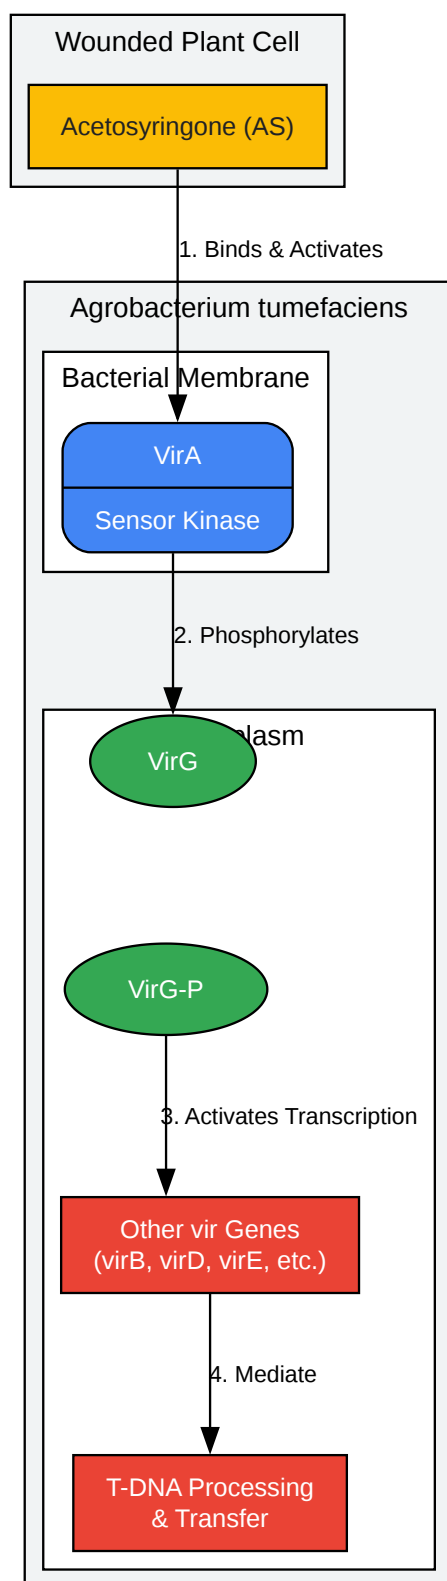 Wounded Plant Cell
Acetosyringone (AS)
1. Binds & Activates
Agrobacterium tumefaciens
Bacterial Membrane
VirA
Sensor Kinase
2. Phosphorylates
VirG
VirG-P
3. Activates Transcription
Other vir Genes
(virB, virD, virE, etc.)
4. Mediate
T-DNA Processing
& Transfer